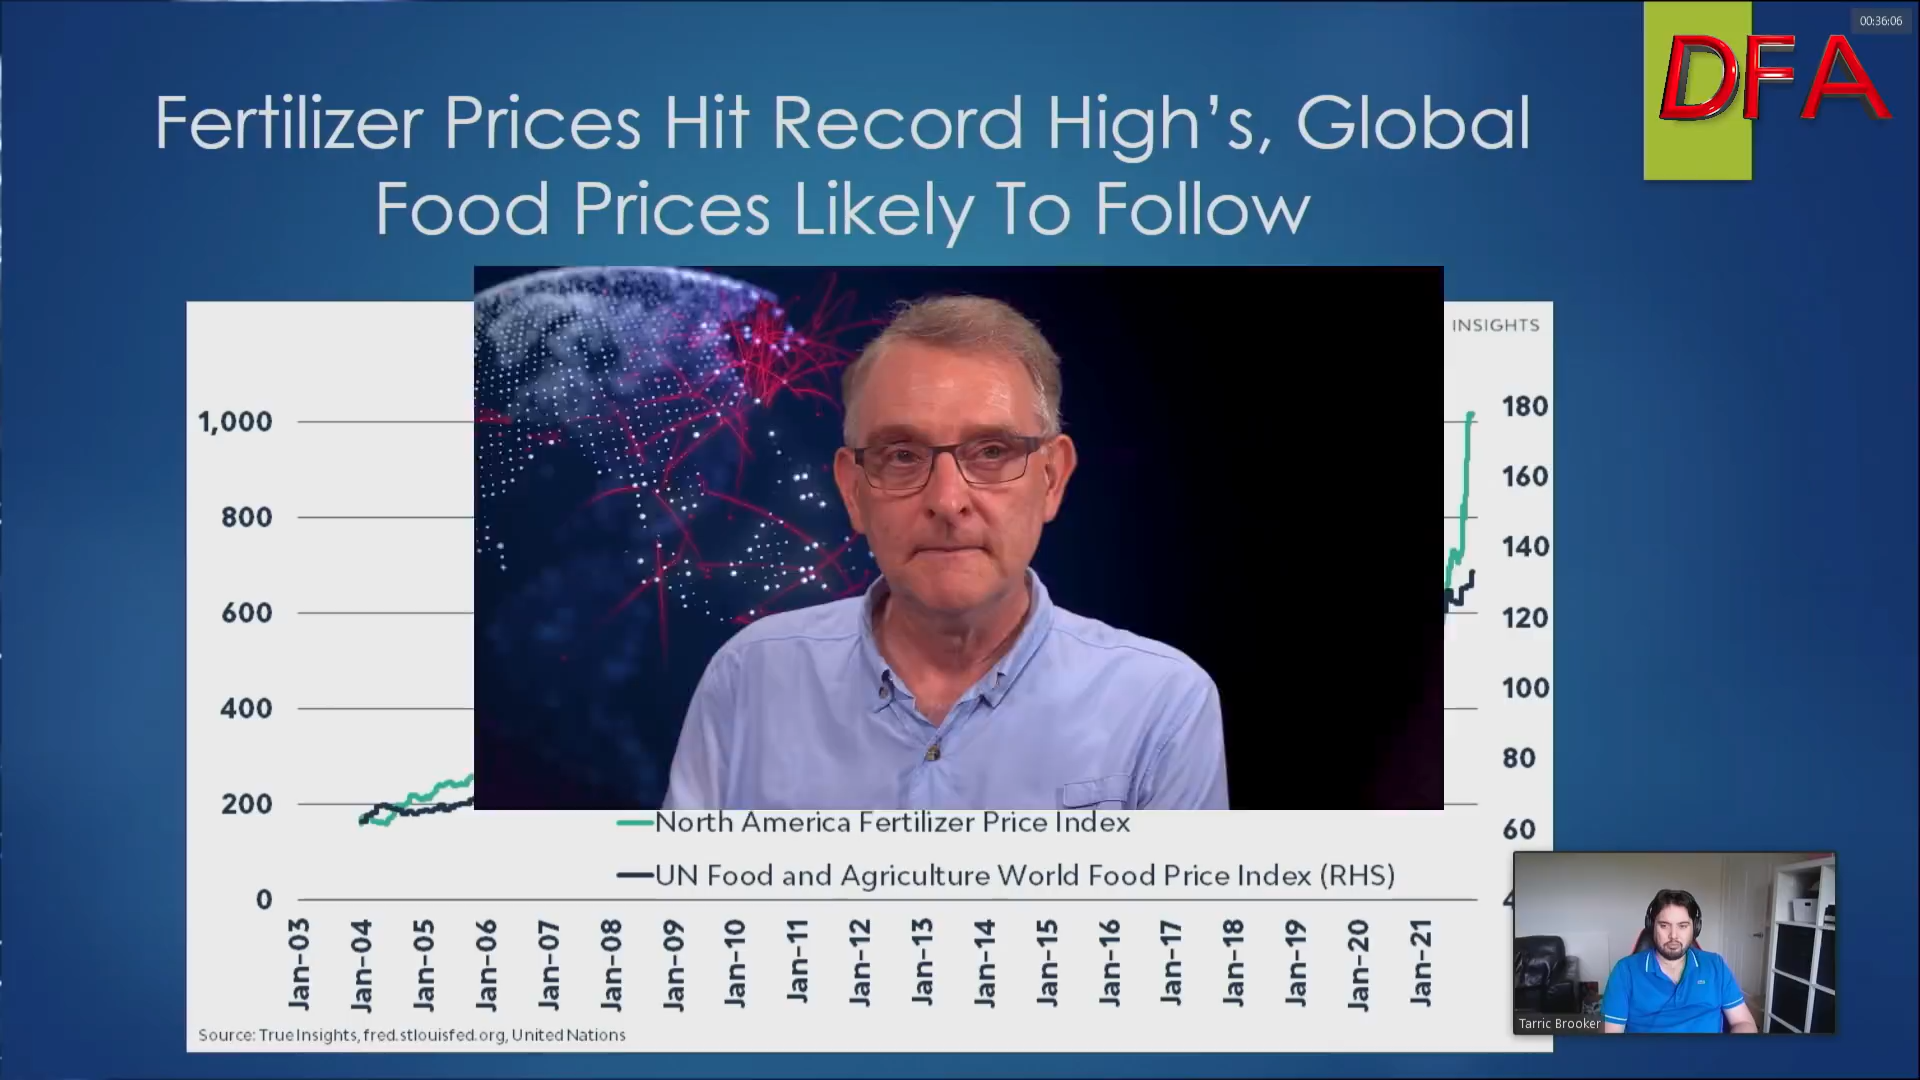 00:36:06
DFA
Fertilizer Prices Hit Record High’s, Global
Food Prices Likely To Follow
INSIGHTS
1,000
800
600
400
200
0
180
160
140
120
100
80
60
North America Fertilizer Price Index
UN Food and Agriculture World Food Price Index (RHS)
Jan-03
Jan-04
Jan-05
Jan-06
Jan-07
Jan-08
Jan-09
Jan-10
Jan-11
Jan-12
Jan-13
Jan-14
Jan-15
Jan-16
Jan-17
Jan-18
Jan-19
Jan-20
Jan-21
Source: True Insights, fred.stlouisfed.org, United Nations
Tarric Brooker